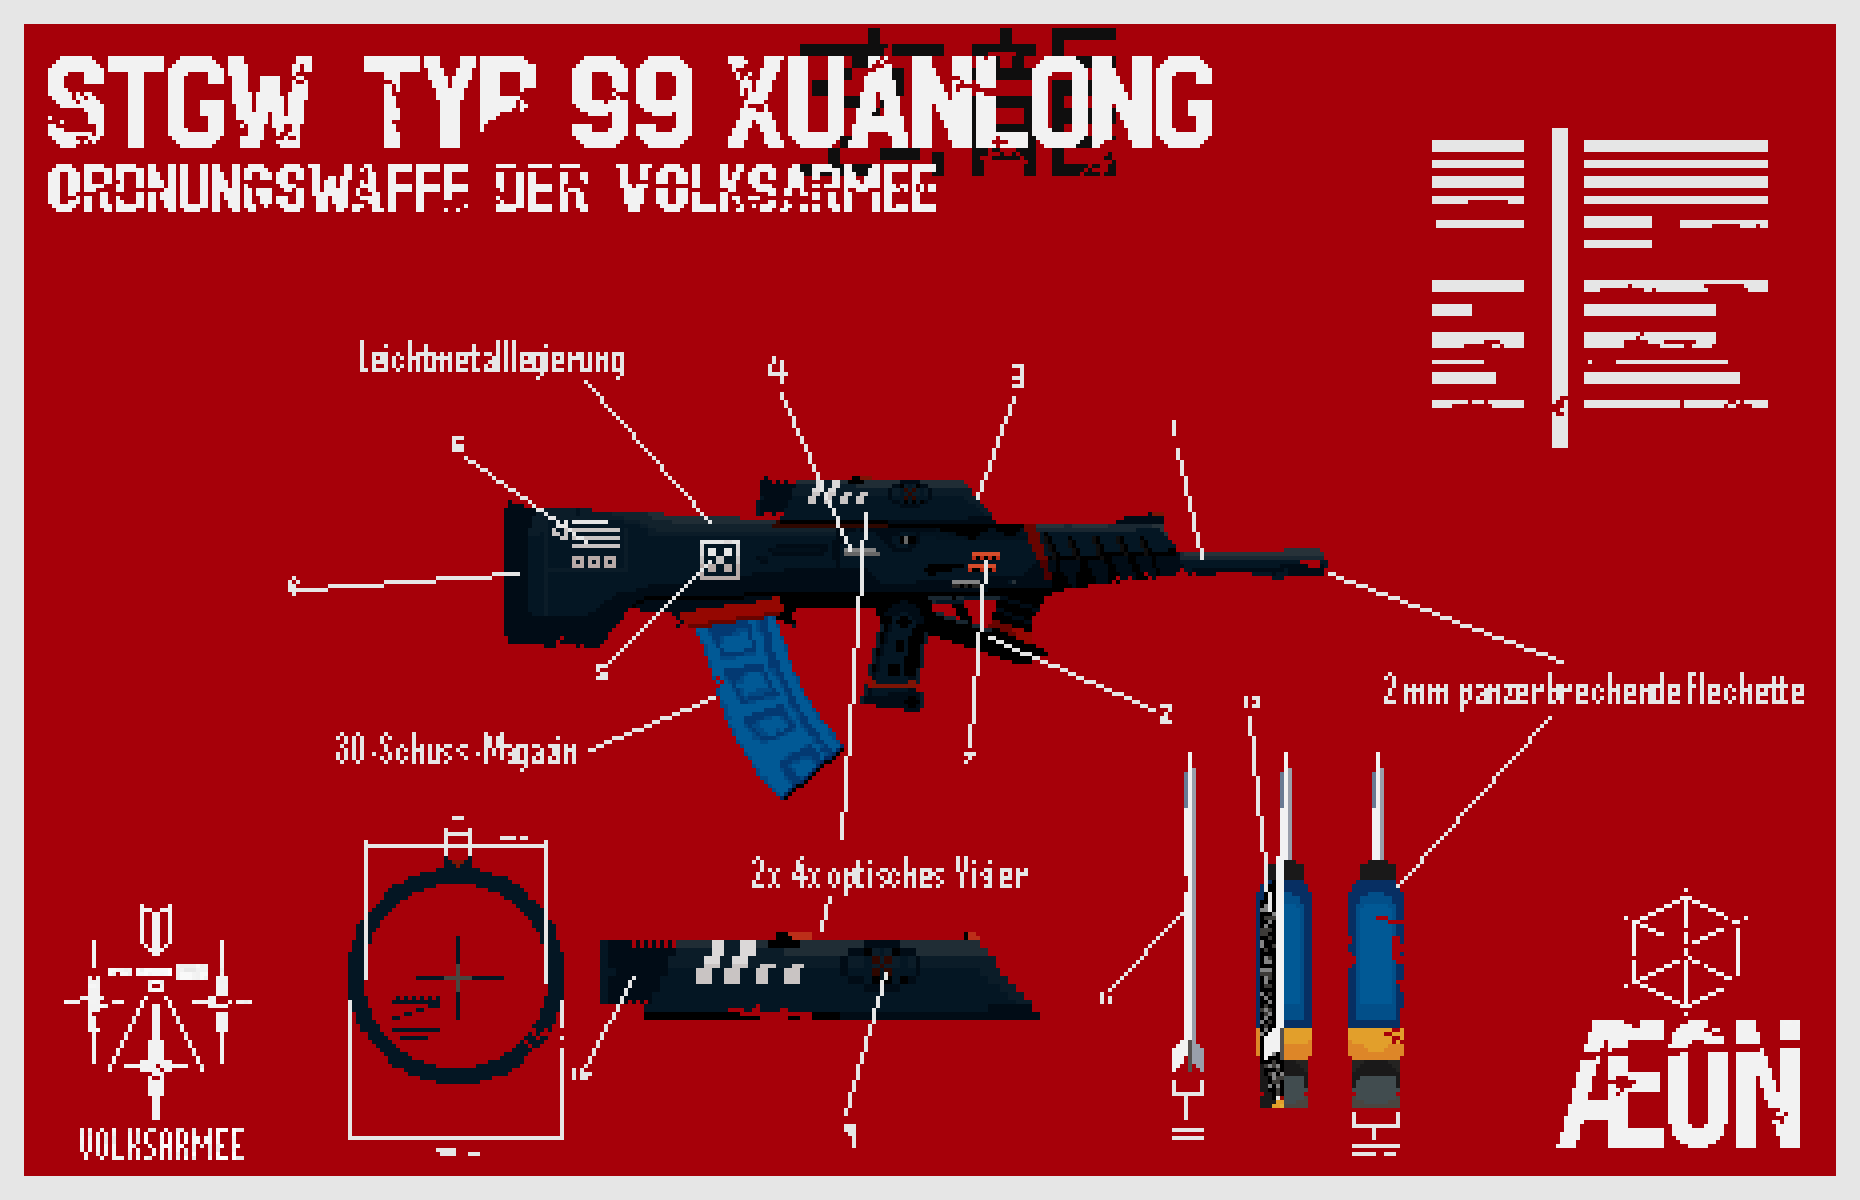 STGW TYP 99 XUANLONG
ORDNUNGSWAFFE DER VOLKSARMEE
Leichtmetalllegierung
4
3
1
6
5
2mm panzerbrechende Flechette
2
30-Schuss-Magazin
2x 4x optisches Visier
VOLKSARMEE
ÆON